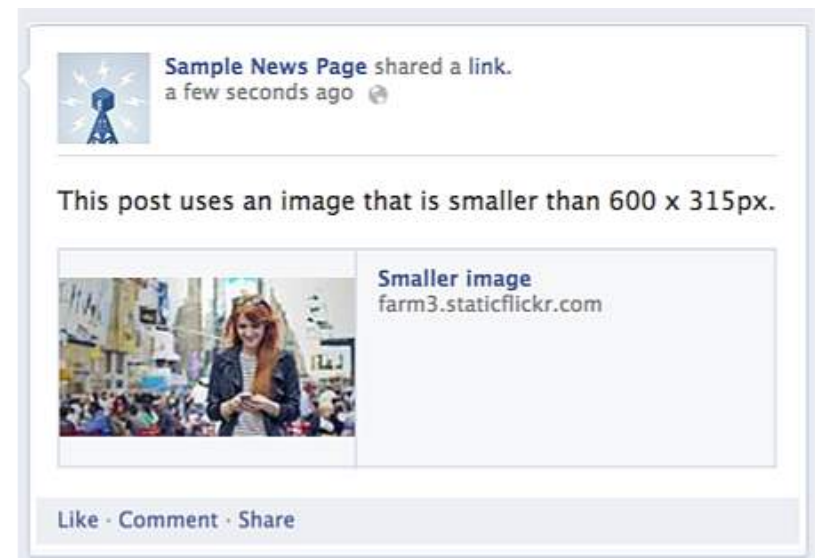 Sample News Page shared a link.
a few seconds ago
This post uses an image that is smaller than 600 x 315px.
Smaller image
farm3.staticflickr.com
Like · Comment · Share